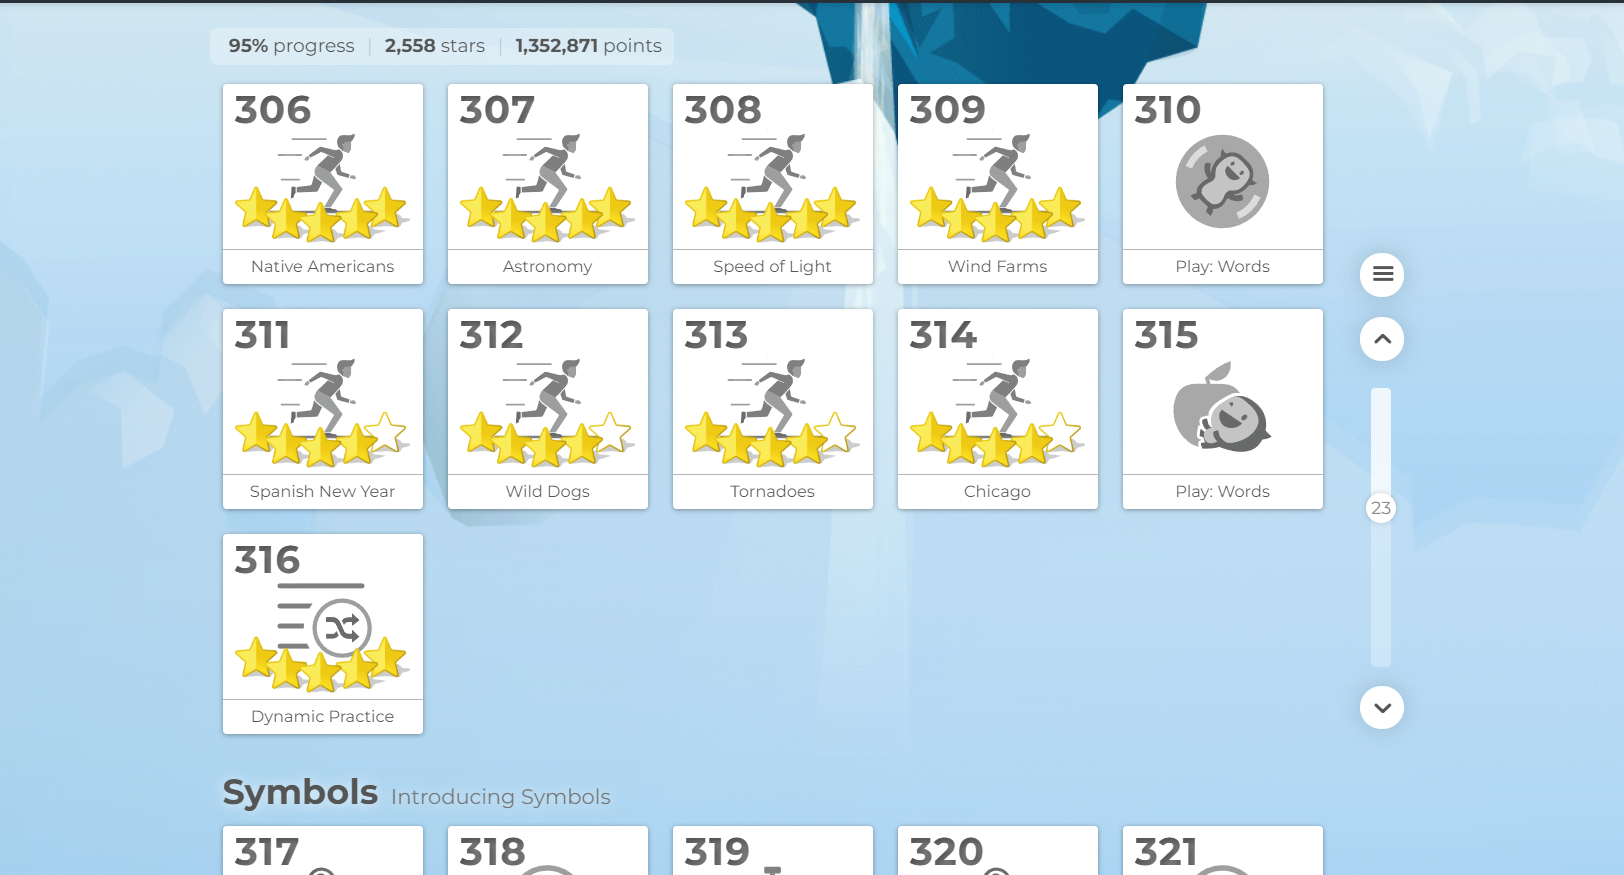 95% progress | 2,558 stars | 1,352,871 points
306 307 308 309 310
Native Americans Astronomy Speed of Light Wind Farms Play: Words
311 312 313 314 315
Spanish New Year Wild Dogs Tornadoes Chicago Play: Words
23
316
Dynamic Practice
Symbols Introducing Symbols
317 318 319 320 321